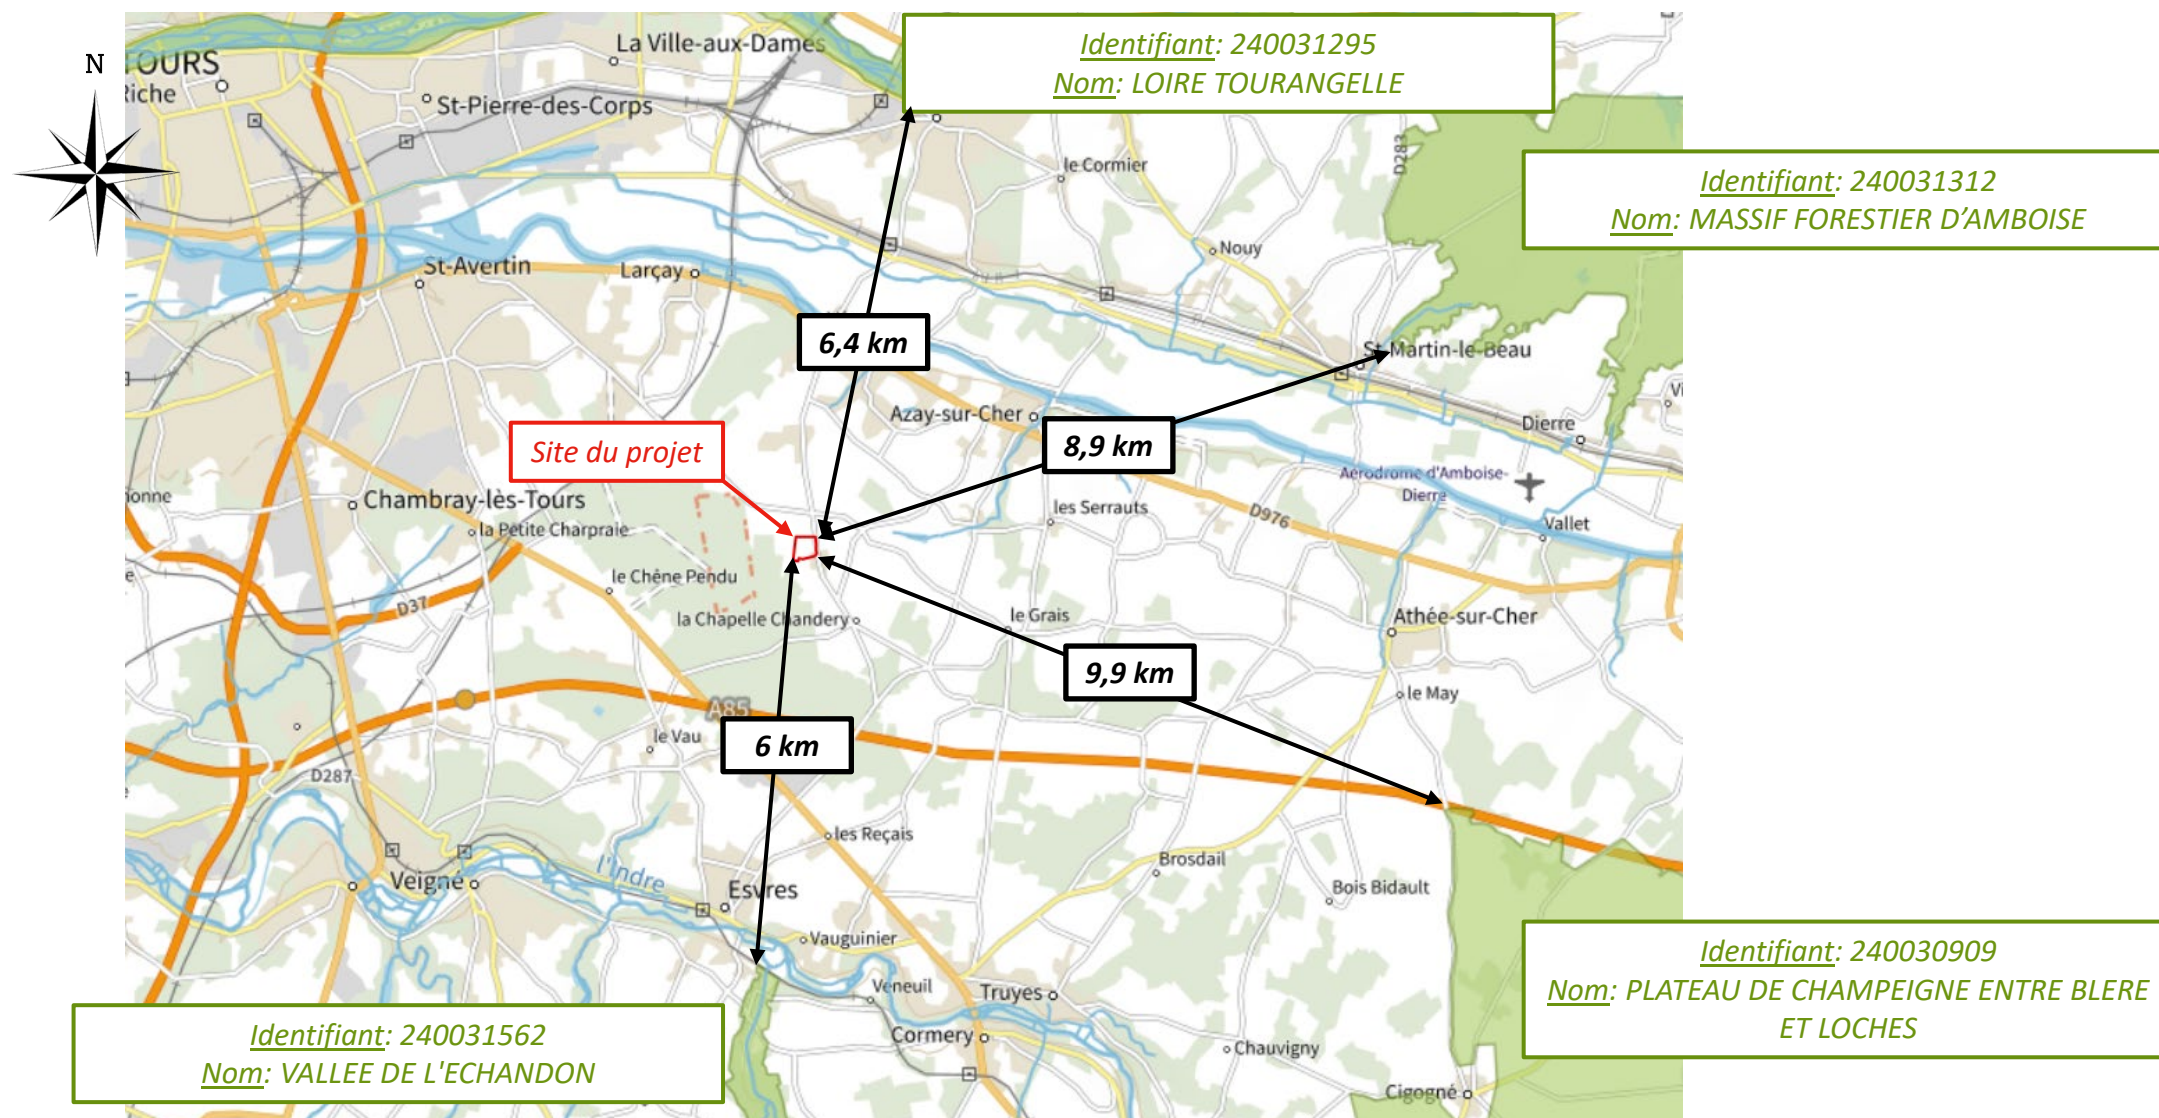 Identifiant: 240031295
Nom: LOIRE TOURANGELLE
La Ville-aux-Dames
N
TOURS
Riche
St-Pierre-des-Corps
D283
le Cormier
Identifiant: 240031312
Nom: MASSIF FORESTIER D'AMBOISE
Nouy
St-Avertin
Larçay
6,4 km
St-Martin-le-Beau
Azay-sur-Cher
Dierre
8,9 km
Site du projet
Aérodrome d'Amboise-
Dierre
Chambray-lès-Tours
les Serrauts
D976
Vallet
la Petite Charpraie
le Chêne Pendu
D37
la Chapelle Chandery
le Grais
Athée-sur-Cher
9,9 km
le May
A85
le Vau
6 km
D287
les Reçais
Brosdail
l'Indre
Veigné
Esvres
Bois Bidault
Vauguinier
Identifiant: 240030909
Nom: PLATEAU DE CHAMPEIGNE ENTRE BLERE
ET LOCHES
Veneuil
Truyes
Identifiant: 240031562
Nom: VALLEE DE L'ECHANDON
Cormery
Chauvigny
Cigogné